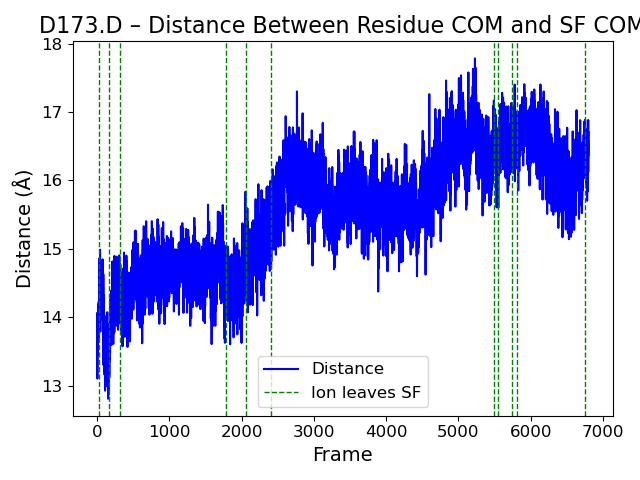 D173.D – Distance Between Residue COM and SF COM
18
17
16
15
14
13
Distance (Å)
Distance
Ion leaves SF
0 1000 2000 3000 4000 5000 6000 7000
Frame